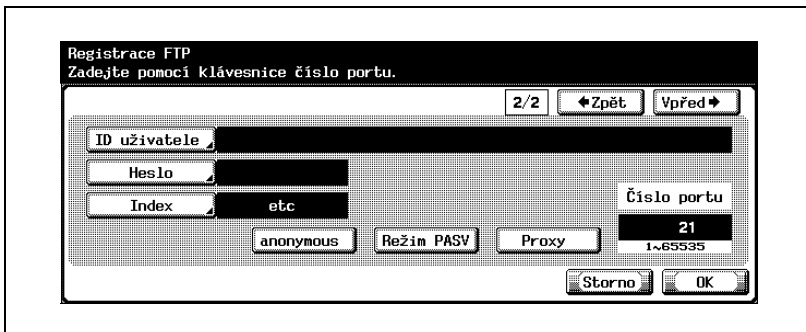 Registrace FTP
Zadejte pomocí klávesnice číslo portu.
2/2 Zpět Vpřed
ID uživatele
Heslo
Index etc
Číslo portu
21
1~65535
anonymous Režim PASV Proxy
Storno OK